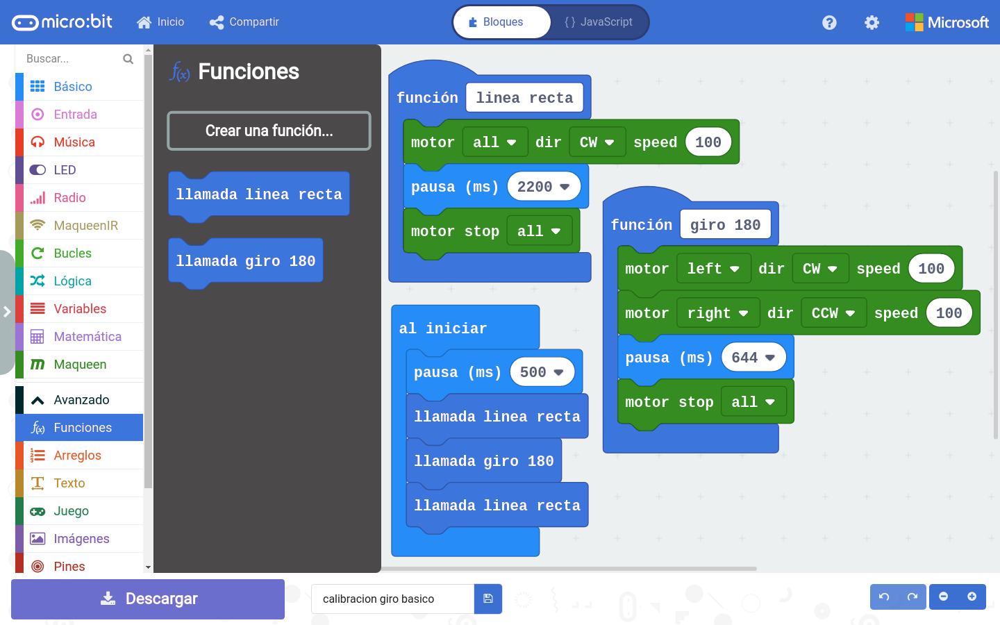 micro:bit
Inicio
Compartir
Bloques
{ } JavaScript
?
Microsoft
Buscar...
Básico
Entrada
Música
LED
Radio
MaqueenIR
Bucles
Lógica
Variables
Matemática
Maqueen
Avanzado
f(x) Funciones
Arreglos
Texto
Juego
Imágenes
Pines
f(x) Funciones
Crear una función...
llamada linea recta
llamada giro 180
función linea recta
motor all dir CW speed 100
pausa (ms) 2200
motor stop all
al iniciar
pausa (ms) 500
llamada linea recta
llamada giro 180
llamada linea recta
función giro 180
motor left dir CW speed 100
motor right dir CCW speed 100
pausa (ms) 644
motor stop all
Descargar
calibracion giro basico